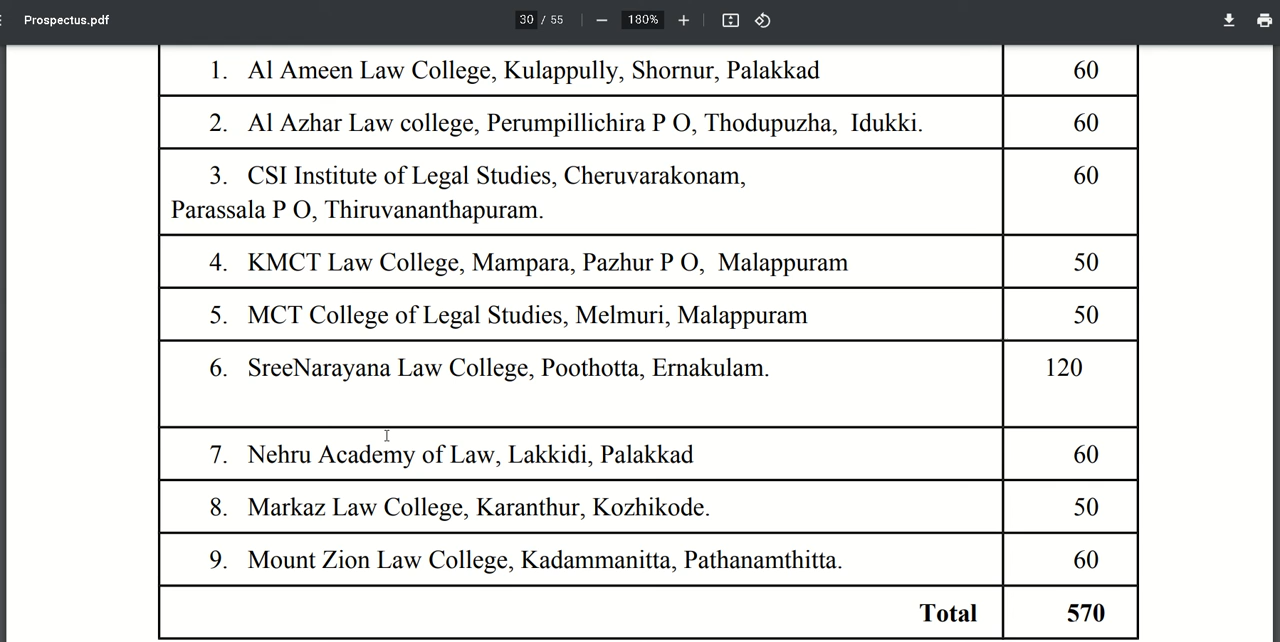 Prospectus.pdf 30 / 55 180%
1. Al Ameen Law College, Kulappully, Shornur, Palakkad 60
2. Al Azhar Law college, Perumpillichira P O, Thodupuzha, Idukki. 60
3. CSI Institute of Legal Studies, Cheruvarakonam, 60
Parassala P O, Thiruvananthapuram.
4. KMCT Law College, Mampara, Pazhur P O, Malappuram 50
5. MCT College of Legal Studies, Melmuri, Malappuram 50
6. SreeNarayana Law College, Poothotta, Ernakulam. 120
7. Nehru Academy of Law, Lakkidi, Palakkad 60
8. Markaz Law College, Karanthur, Kozhikode. 50
9. Mount Zion Law College, Kadammanitta, Pathanamthitta. 60
Total 570